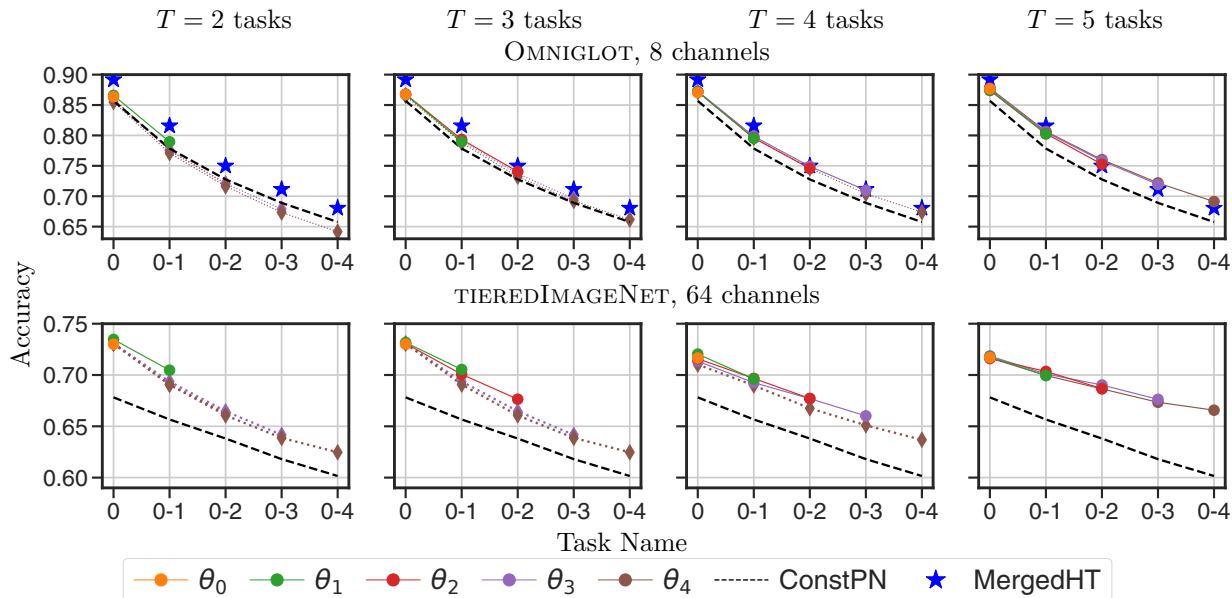 T = 2 tasks T = 3 tasks T = 4 tasks T = 5 tasks
OMNIGLOT, 8 channels
0.90
0.85
0.80
0.75
0.70
0.65
0 0-1 0-2 0-3 0-4 0 0-1 0-2 0-3 0-4 0 0-1 0-2 0-3 0-4 0 0-1 0-2 0-3 0-4
Accuracy
TIEREDIMAGENET, 64 channels
0.75
0.70
0.65
0.60
0 0-1 0-2 0-3 0-4 0 0-1 0-2 0-3 0-4 0 0-1 0-2 0-3 0-4 0 0-1 0-2 0-3 0-4
Task Name
θ0 θ1 θ2 θ3 θ4 ConstPN MergedHT